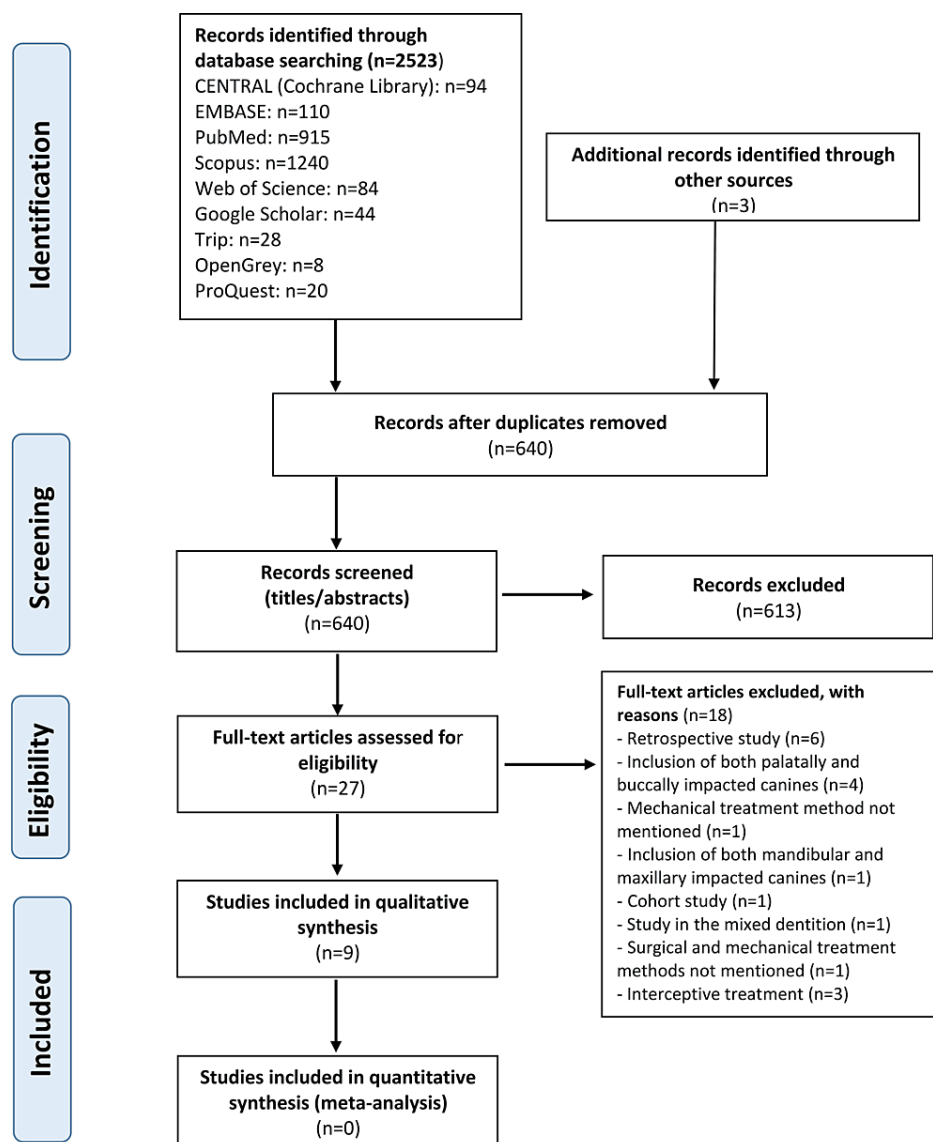 Identification
Records identified through
database searching (n=2523)
CENTRAL (Cochrane Library): n=94
EMBASE: n=110
PubMed: n=915
Scopus: n=1240
Web of Science: n=84
Google Scholar: n=44
Trip: n=28
OpenGrey: n=8
ProQuest: n=20
Additional records identified through
other sources
(n=3)
Records after duplicates removed
(n=640)
Screening
Records screened
(titles/abstracts)
(n=640)
Records excluded
(n=613)
Eligibility
Full-text articles assessed for
eligibility
(n=27)
Full-text articles excluded, with
reasons (n=18)
- Retrospective study (n=6)
- Inclusion of both palatally and
buccally impacted canines (n=4)
- Mechanical treatment method not
mentioned (n=1)
- Inclusion of both mandibular and
maxillary impacted canines (n=1)
- Cohort study (n=1)
- Study in the mixed dentition (n=1)
- Surgical and mechanical treatment
methods not mentioned (n=1)
- Interceptive treatment (n=3)
Included
Studies included in qualitative
synthesis
(n=9)
Studies included in quantitative
synthesis (meta-analysis)
(n=0)